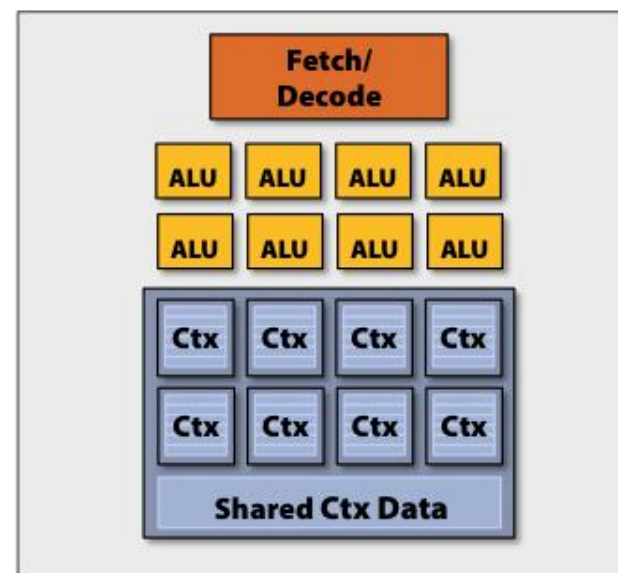 Fetch/
Decode
ALU ALU ALU ALU
ALU ALU ALU ALU
Ctx Ctx Ctx Ctx
Ctx Ctx Ctx Ctx
Shared Ctx Data